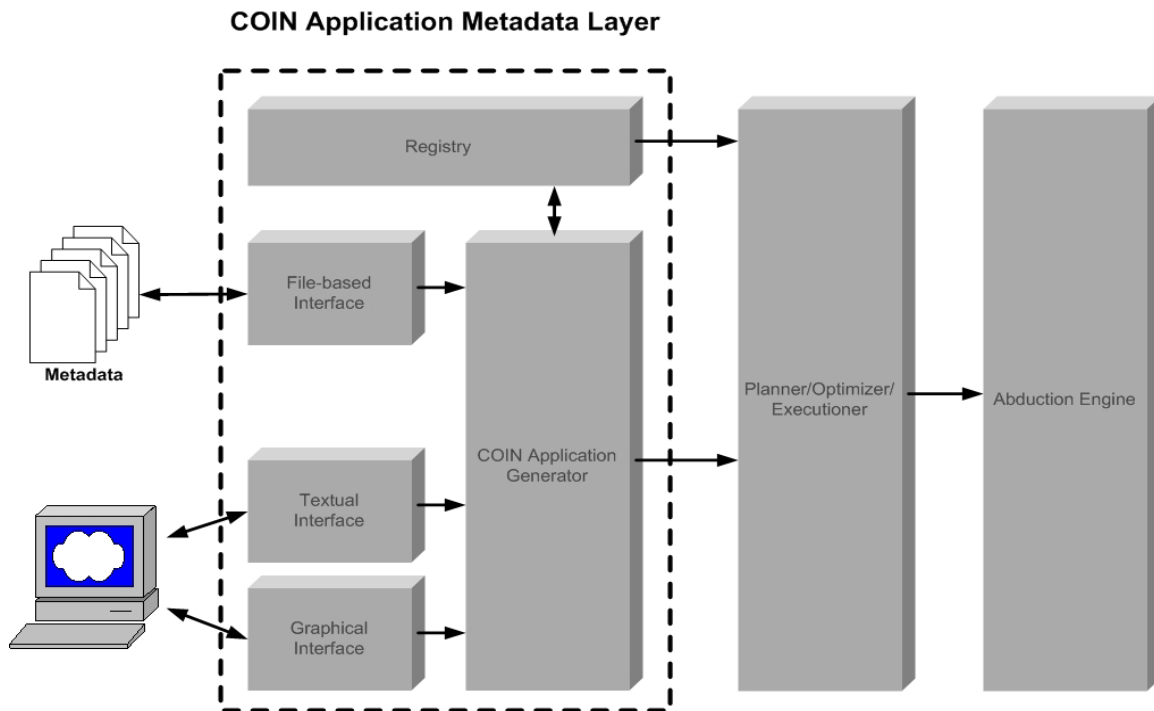 COIN Application Metadata Layer
Registry
File-based
Interface
Metadata
Textual
Interface
Graphical
Interface
COIN Application
Generator
Planner/Optimizer/
Executioner
Abduction Engine